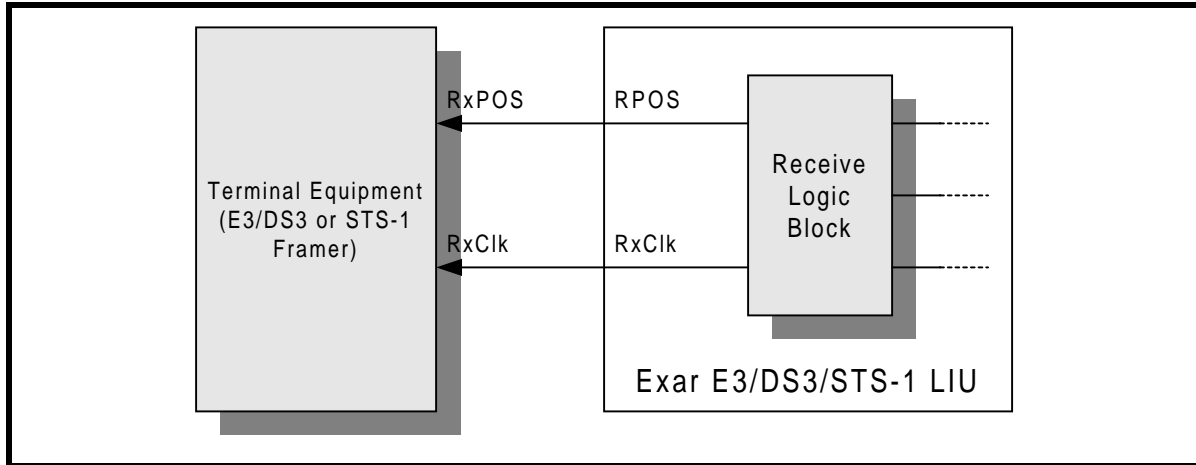 RxPOS
RPOS
Terminal Equipment
(E3/DS3 or STS-1
Framer)
Receive
Logic
Block
RxClk
RxClk
Exar E3/DS3/STS-1 LIU